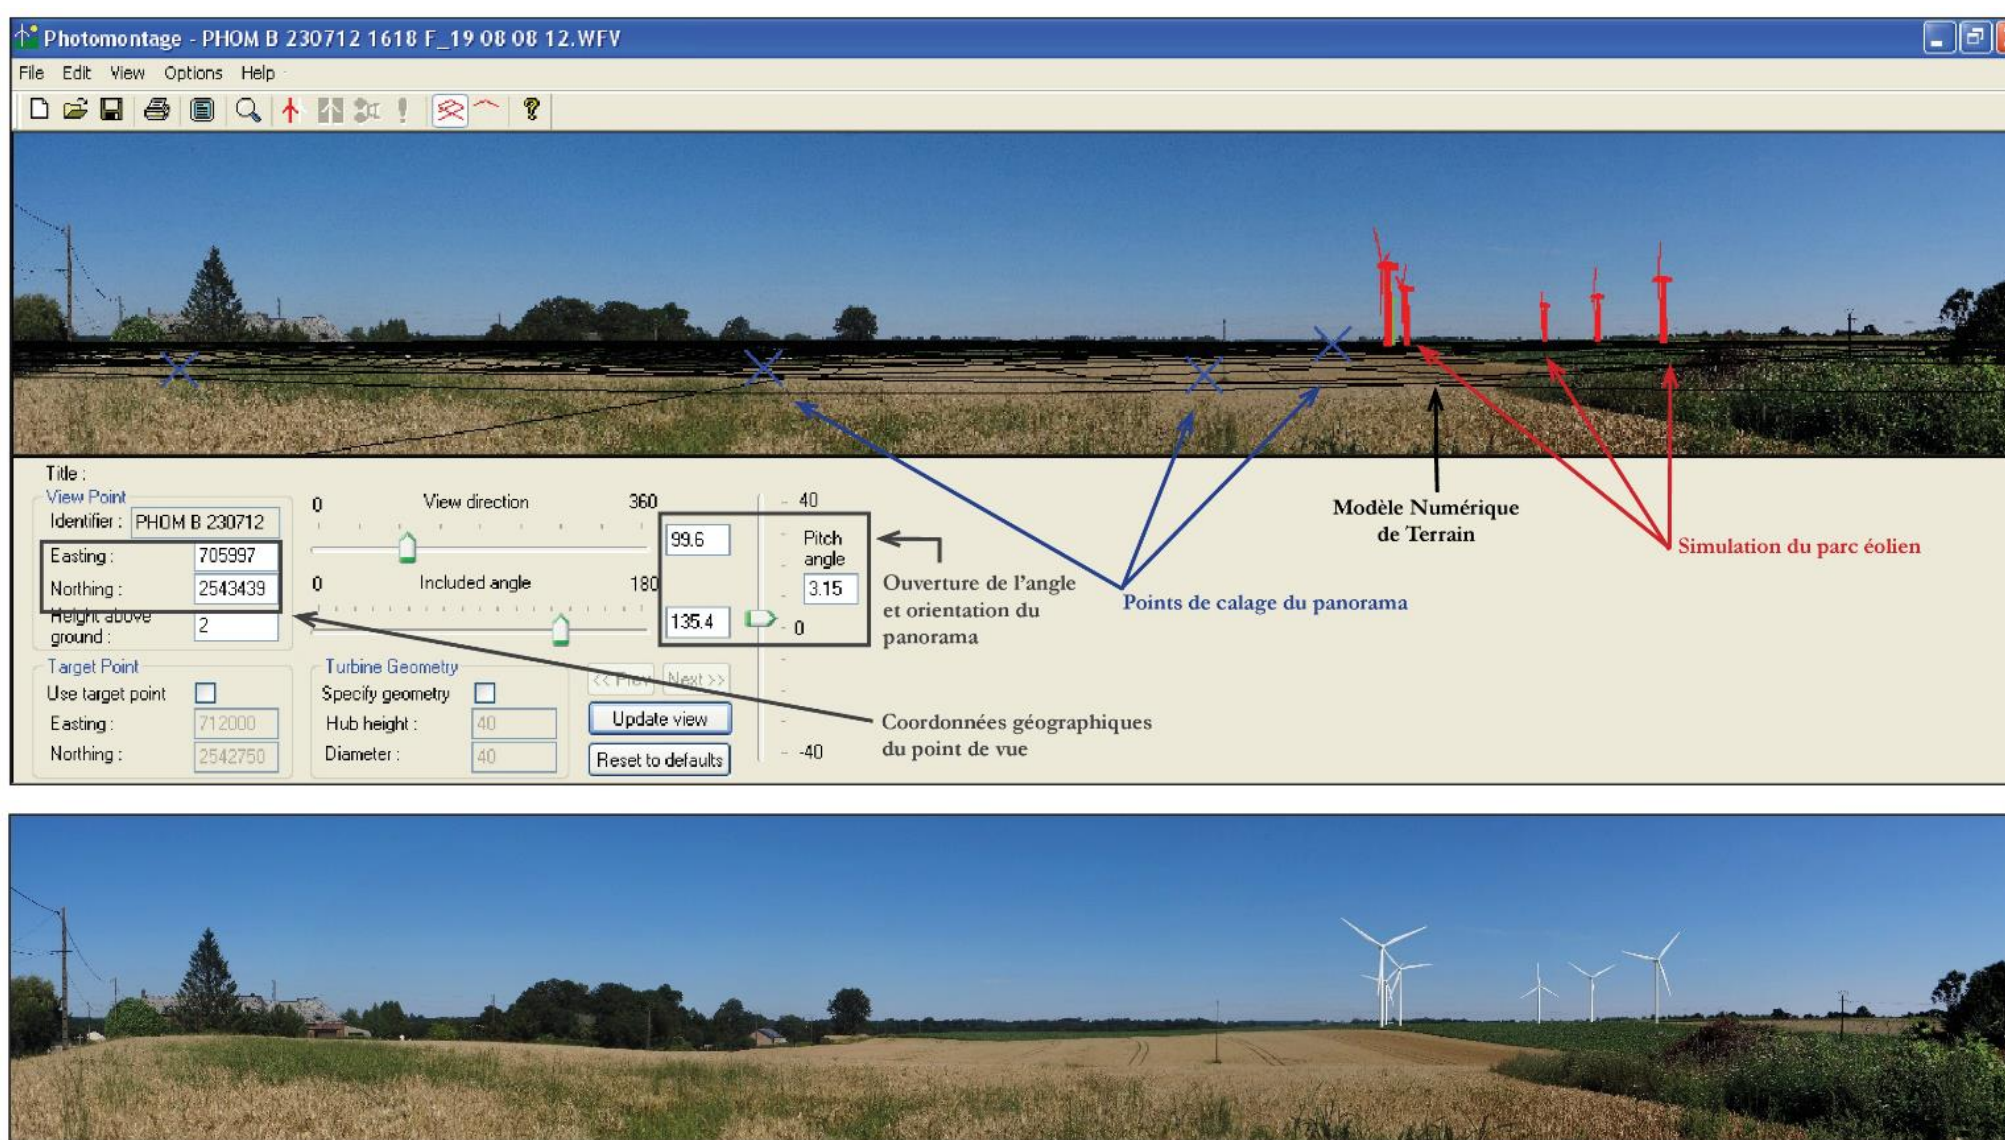 Photomontage - PHOM B 230712 1618 F_19 08 08 12.WFV
File Edit View Options Help
Title :
View Point
Identifier : PHOM B 230712
Easting : 705997
Northing : 2543439
Height above
ground : 2
0 View direction 360
99.6
0 Included angle 180
135.4
40
Pitch
angle
3.15
0
-40
Target Point
Use target point
Easting : 712000
Northing : 2542750
Turbine Geometry
Specify geometry
Hub height : 40
Diameter : 40
<< Prev Next >>
Update view
Reset to defaults
Ouverture de l'angle
et orientation du
panorama
Coordonnées géographiques
du point de vue
Points de calage du panorama
Modèle Numérique
de Terrain
Simulation du parc éolien